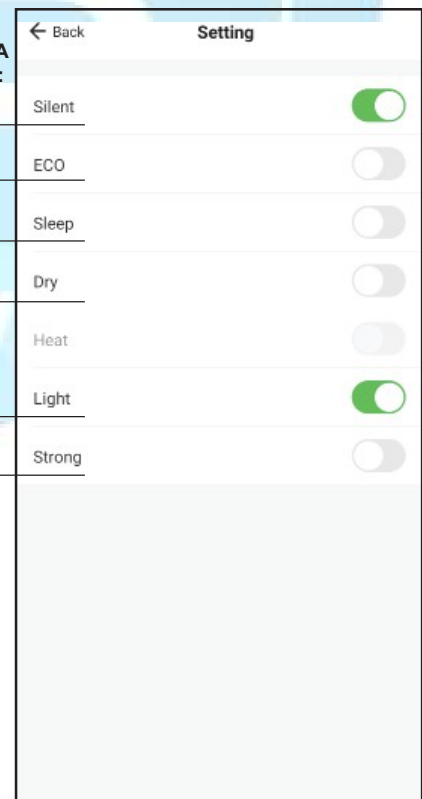 ← Back Setting
A
:
Silent
ECO
Sleep
Dry
Heat
Light
Strong